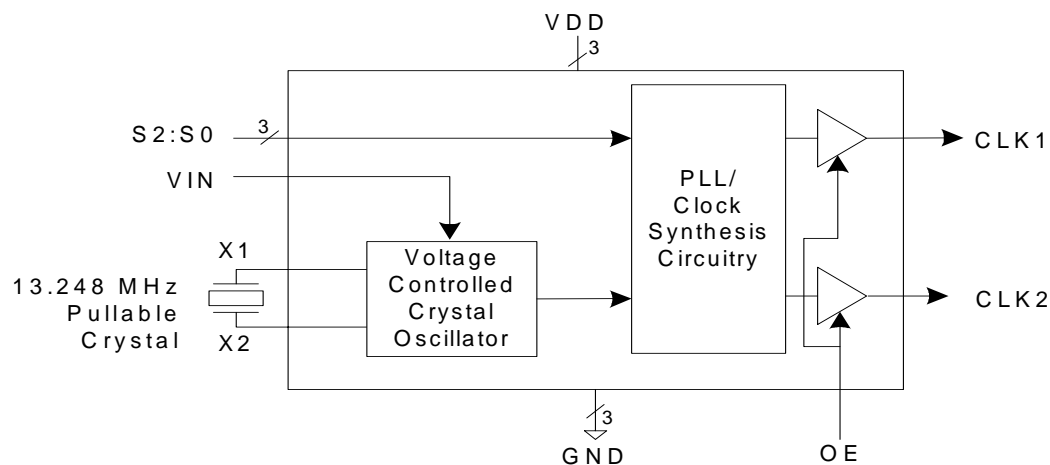 VDD
3
S2:S0
3
VIN
PLL/
Clock
Synthesis
Circuitry
CLK1
X1
13.248 MHz
Pullable
Crystal
X2
Voltage
Controlled
Crystal
Oscillator
CLK2
3
GND
OE